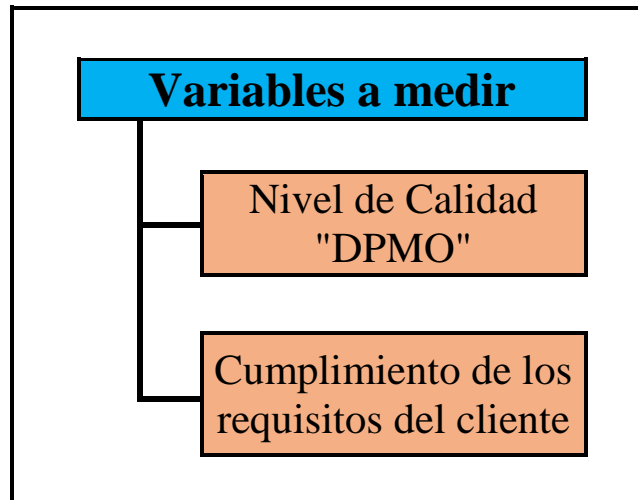 Variables a medir
Nivel de Calidad
"DPMO"
Cumplimiento de los
requisitos del cliente